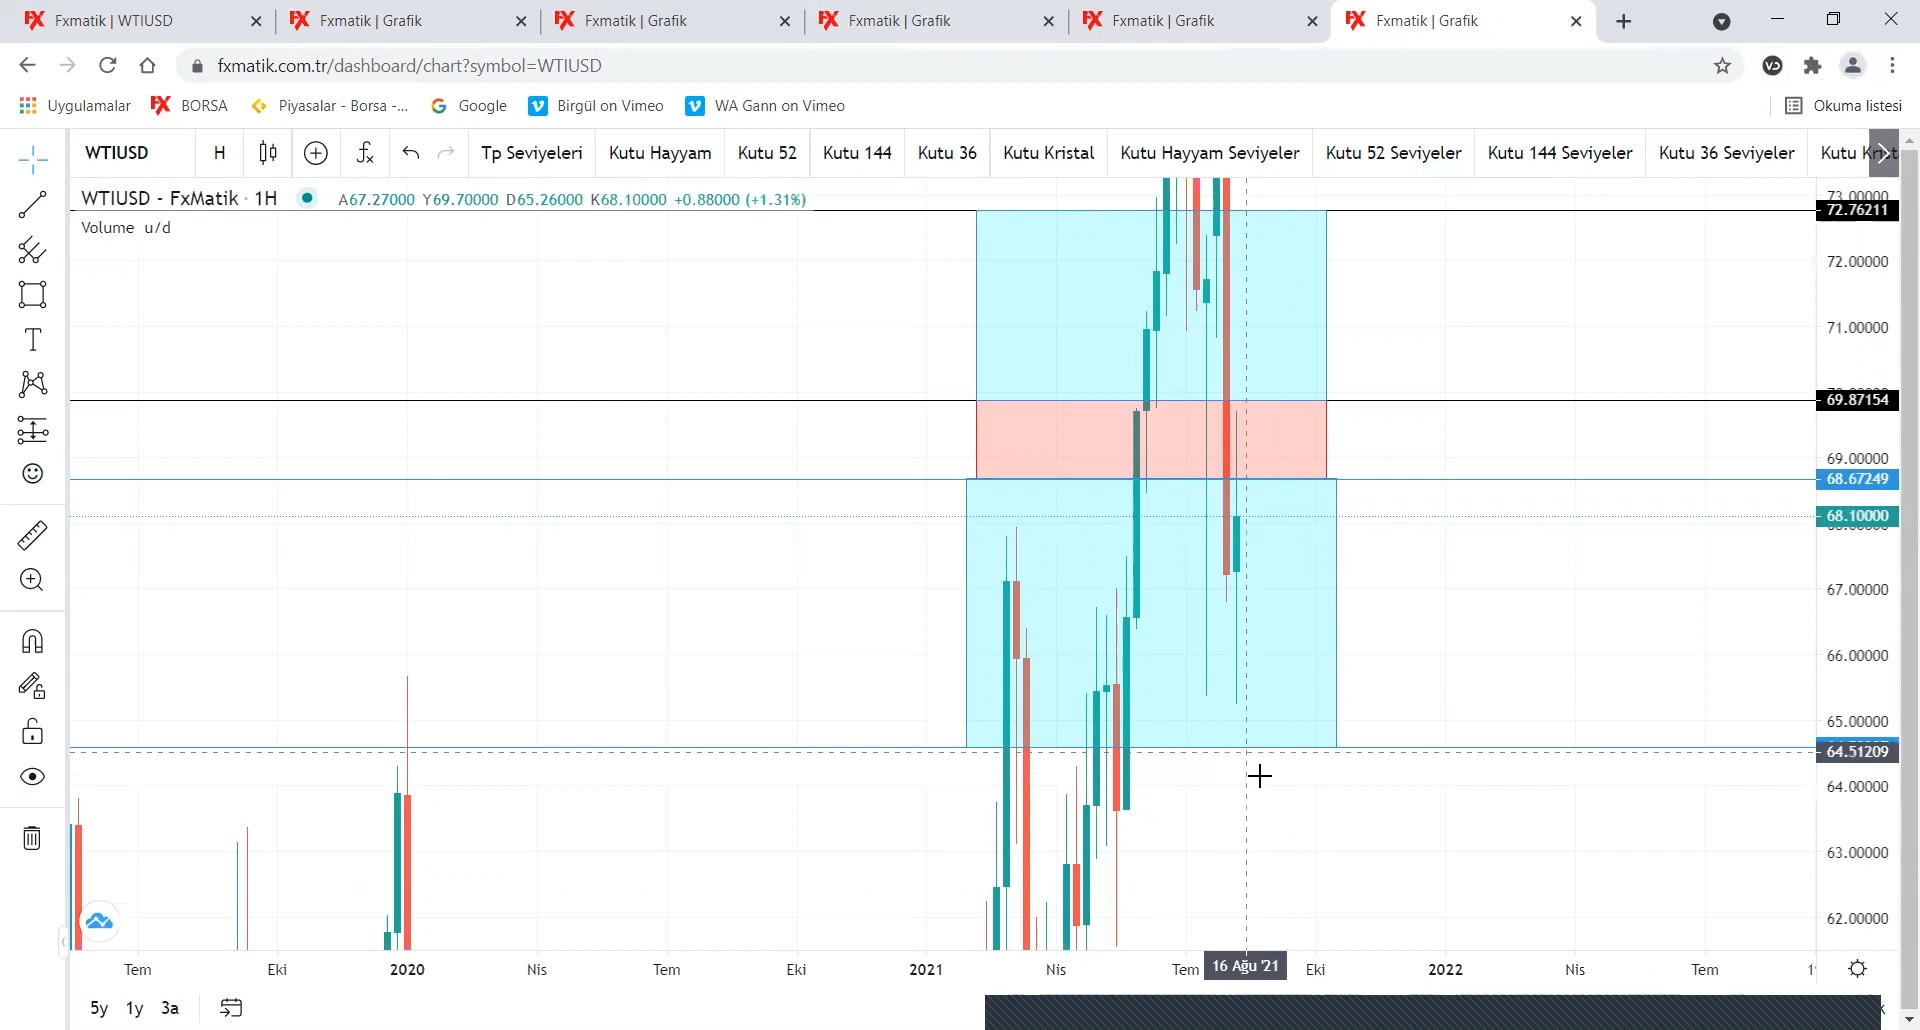 Fxmatik | WTIUSD
Fxmatik | Grafik
Fxmatik | Grafik
Fxmatik | Grafik
Fxmatik | Grafik
Fxmatik | Grafik
fxmatik.com.tr/dashboard/chart?symbol=WTIUSD
Uygulamalar
BORSA
Piyasalar - Borsa -...
Google
Birgül on Vimeo
WA Gann on Vimeo
Okuma listesi
WTIUSD
H
Tp Seviyeleri
Kutu Hayyam
Kutu 52
Kutu 144
Kutu 36
Kutu Kristal
Kutu Hayyam Seviyeler
Kutu 52 Seviyeler
Kutu 144 Seviyeler
Kutu 36 Seviyeler
WTIUSD - FxMatik · 1H
A67.27000 Y69.70000 D65.26000 K68.10000 +0.88000 (+1.31%)
Volume u/d
73.00000
72.76211
72.00000
71.00000
69.87154
69.00000
68.67249
68.10000
67.00000
66.00000
65.00000
64.51209
64.00000
63.00000
62.00000
Tem
Eki
2020
Nis
Tem
Eki
2021
Nis
Tem
16 Ağu '21
Eki
2022
Nis
Tem
5y
1y
3a